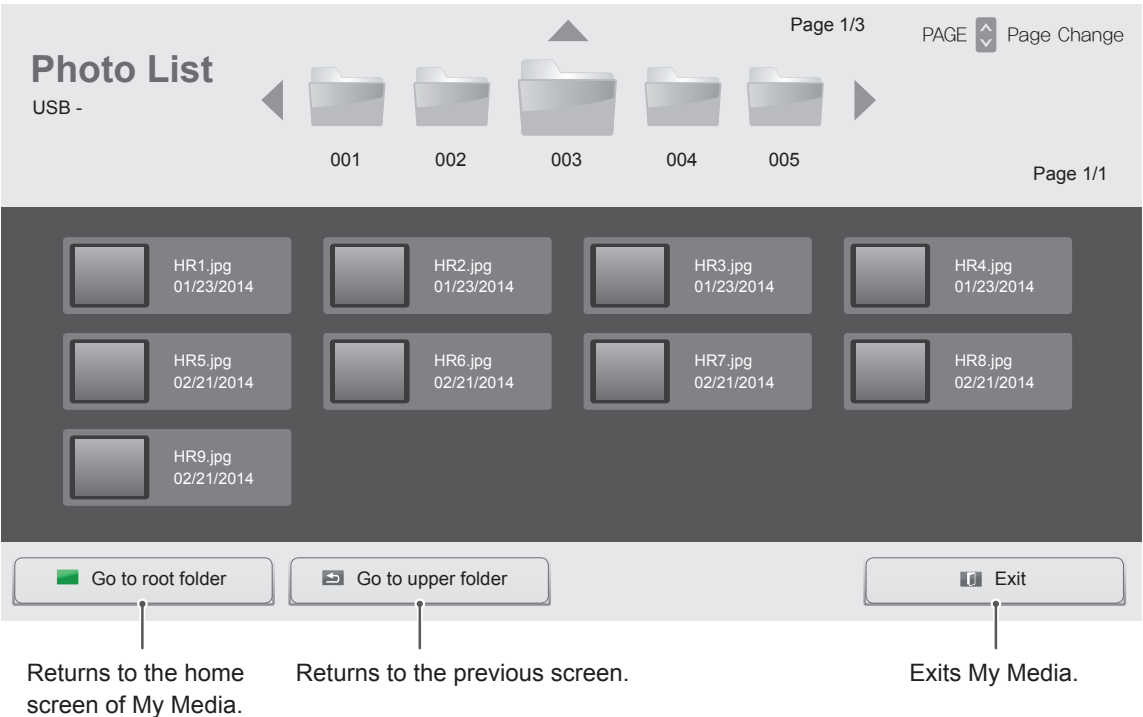 Page 1/3
PAGE Page Change
Photo List
USB -
001 002 003 004 005
Page 1/1
HR1.jpg
01/23/2014
HR2.jpg
01/23/2014
HR3.jpg
01/23/2014
HR4.jpg
01/23/2014
HR5.jpg
02/21/2014
HR6.jpg
02/21/2014
HR7.jpg
02/21/2014
HR8.jpg
02/21/2014
HR9.jpg
02/21/2014
Go to root folder
Go to upper folder
Exit
Returns to the home
screen of My Media.
Returns to the previous screen.
Exits My Media.